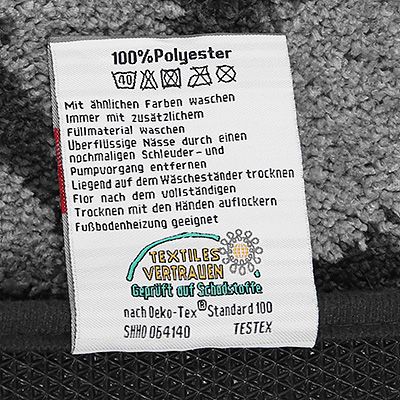 100%Polyester
40
Mit ähnlichen Farben waschen
Immer mit zusätzlichem
Füllmaterial waschen
Überflüssige Nässe durch einen
nochmaligen Schleuder-und
Pumpvorgang entfernen
Liegend auf dem Wäscheständer trocknen
Flor nach dem vollständigen
Trocknen mit den Händen auflockern
Fußbodenheizung geeignet
TEXTILES
VERTRAUEN
Geprüft auf Schadstoffe
nach Oeko-Tex® Standard 100
SHHO 064140 TESTEX